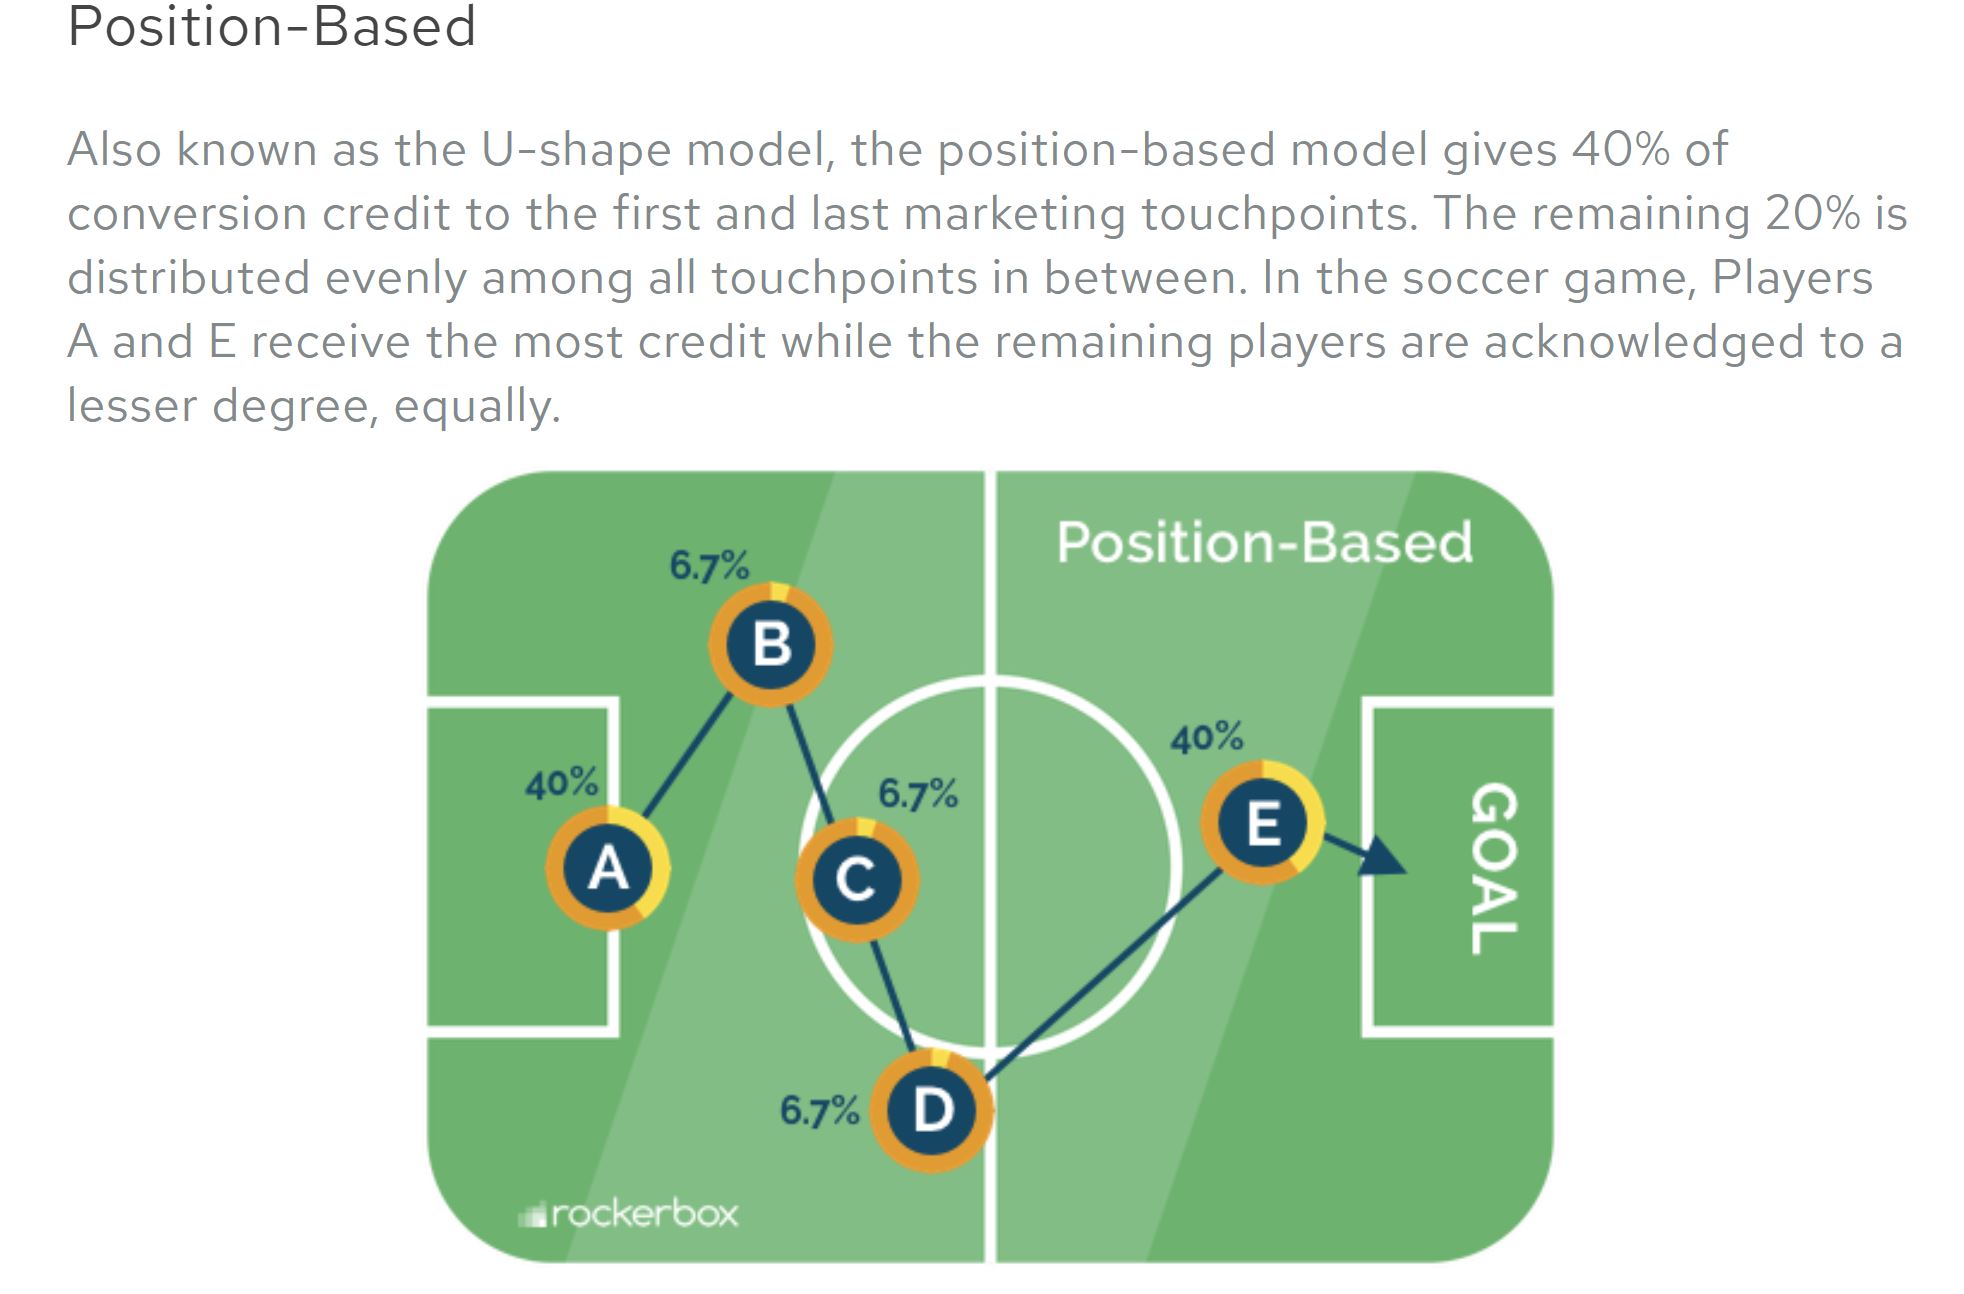 Position-Based
Also known as the U-shape model, the position-based model gives 40% of
conversion credit to the first and last marketing touchpoints. The remaining 20% is
distributed evenly among all touchpoints in between. In the soccer game, Players
A and E receive the most credit while the remaining players are acknowledged to a
lesser degree, equally.
Position-Based
6.7%
B
40%
A
6.7%
C
40%
E
GOAL
6.7%
D
rockerbox